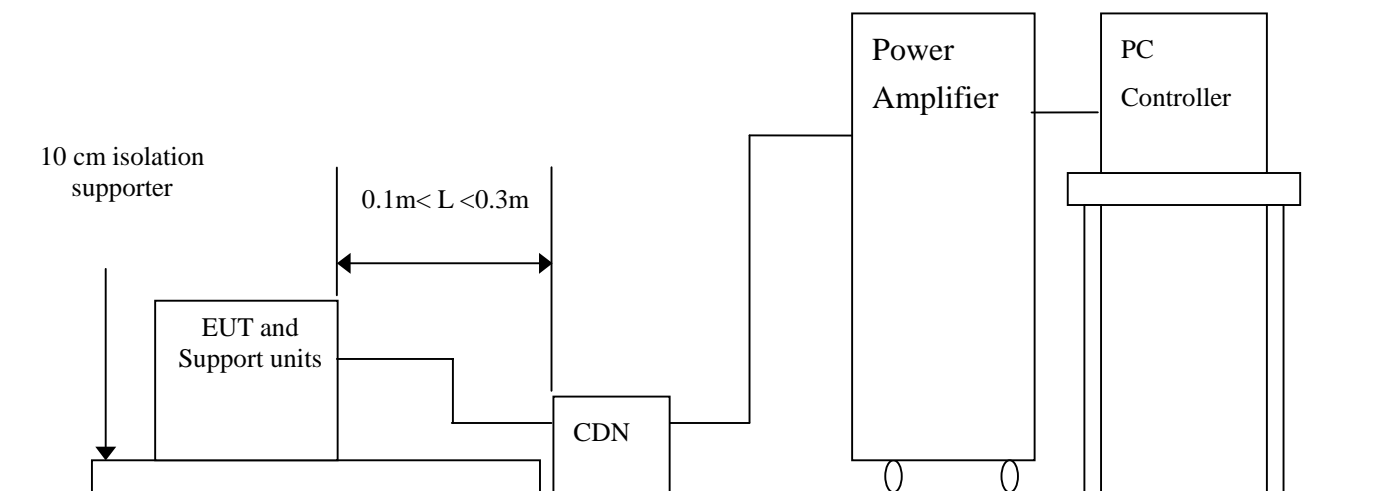 Power
Amplifier
PC
Controller
10 cm isolation
supporter
0.1m< L <0.3m
EUT and
Support units
CDN